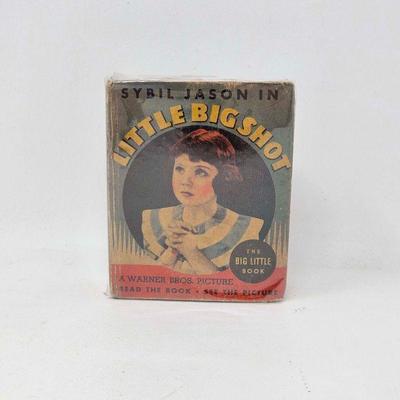 SYBIL JASON IN
LITTLE BIG SHOT
THE
BIG LITTLE
BOOK
A WARNER BROS. PICTURE
READ THE BOOK • SEE THE PICTURE